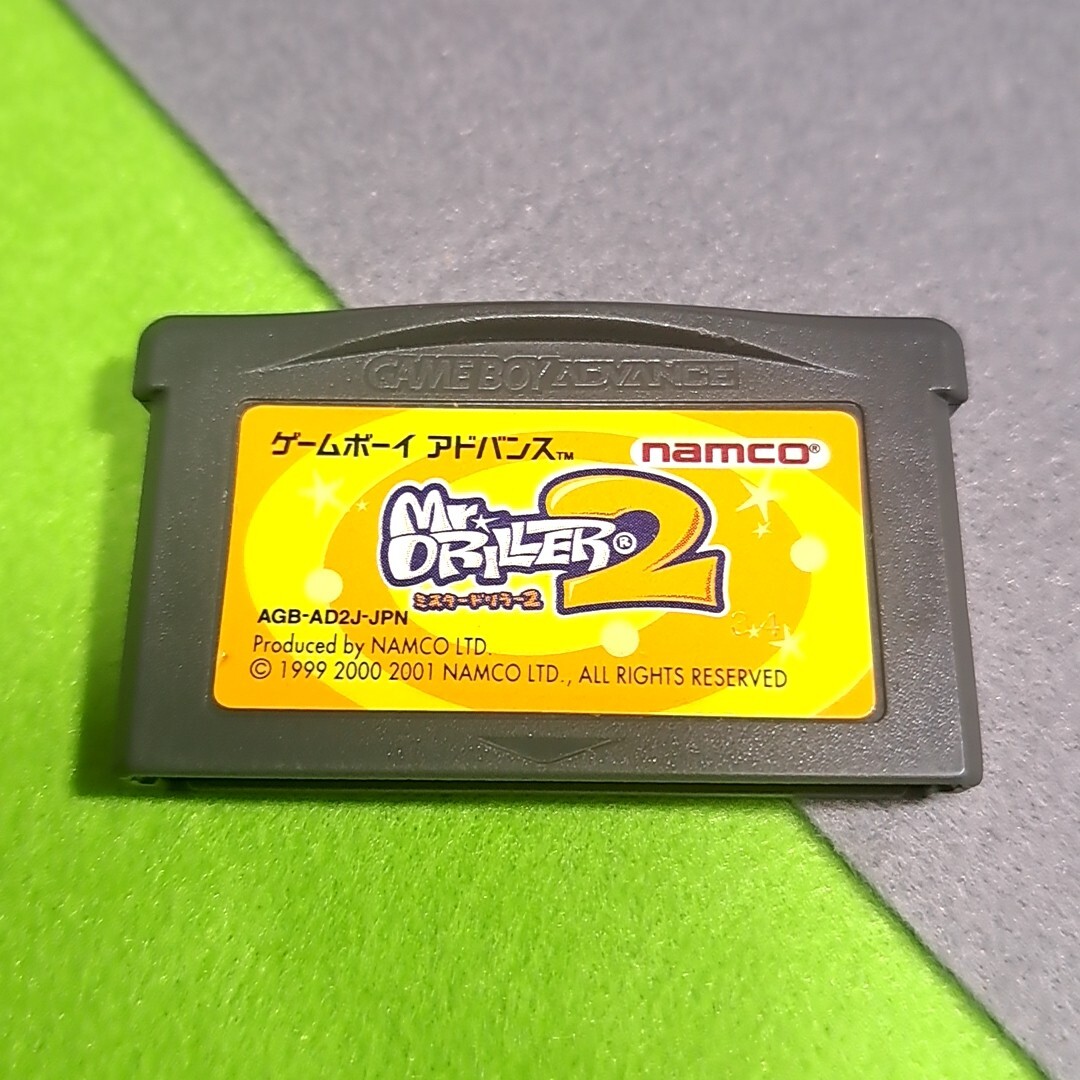 GAME BOY ADVANCE
ゲームボーイ アドバンス™
namco®
Mr.
DRILLER® 2
ミスタードリラー2
AGB-AD2J-JPN
Produced by NAMCO LTD.
© 1999 2000 2001 NAMCO LTD., ALL RIGHTS RESERVED